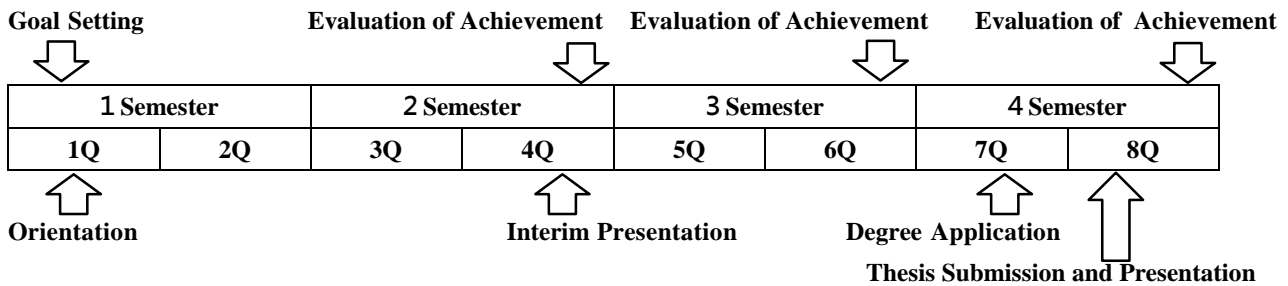 Goal Setting Evaluation of Achievement Evaluation of Achievement Evaluation of Achievement
1 Semester 2 Semester 3 Semester 4 Semester
1Q 2Q 3Q 4Q 5Q 6Q 7Q 8Q
Orientation Interim Presentation Degree Application
Thesis Submission and Presentation